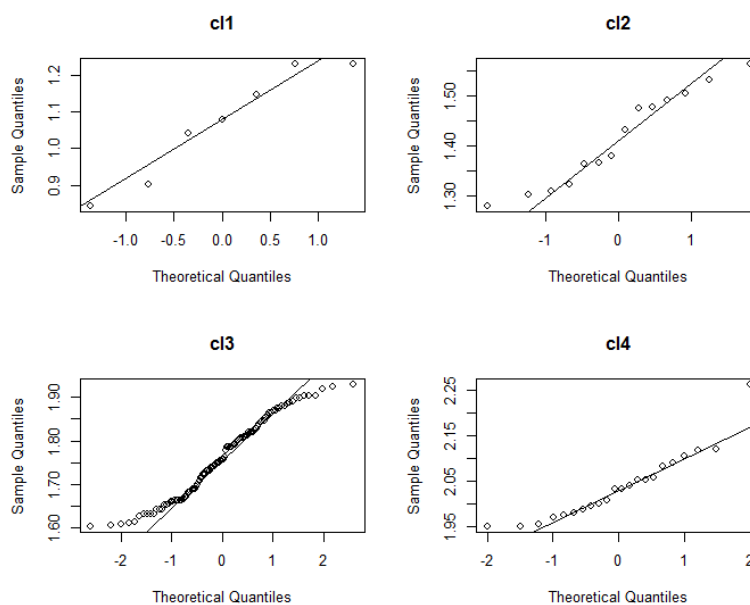 cl1
Sample Quantiles
0.9 1.0 1.1 1.2
-1.0 -0.5 0.0 0.5 1.0
Theoretical Quantiles
cl2
Sample Quantiles
1.30 1.40 1.50
-1 0 1
Theoretical Quantiles
cl3
Sample Quantiles
1.60 1.70 1.80 1.90
-2 -1 0 1 2
Theoretical Quantiles
cl4
Sample Quantiles
1.95 2.05 2.15 2.25
-2 -1 0 1 2
Theoretical Quantiles